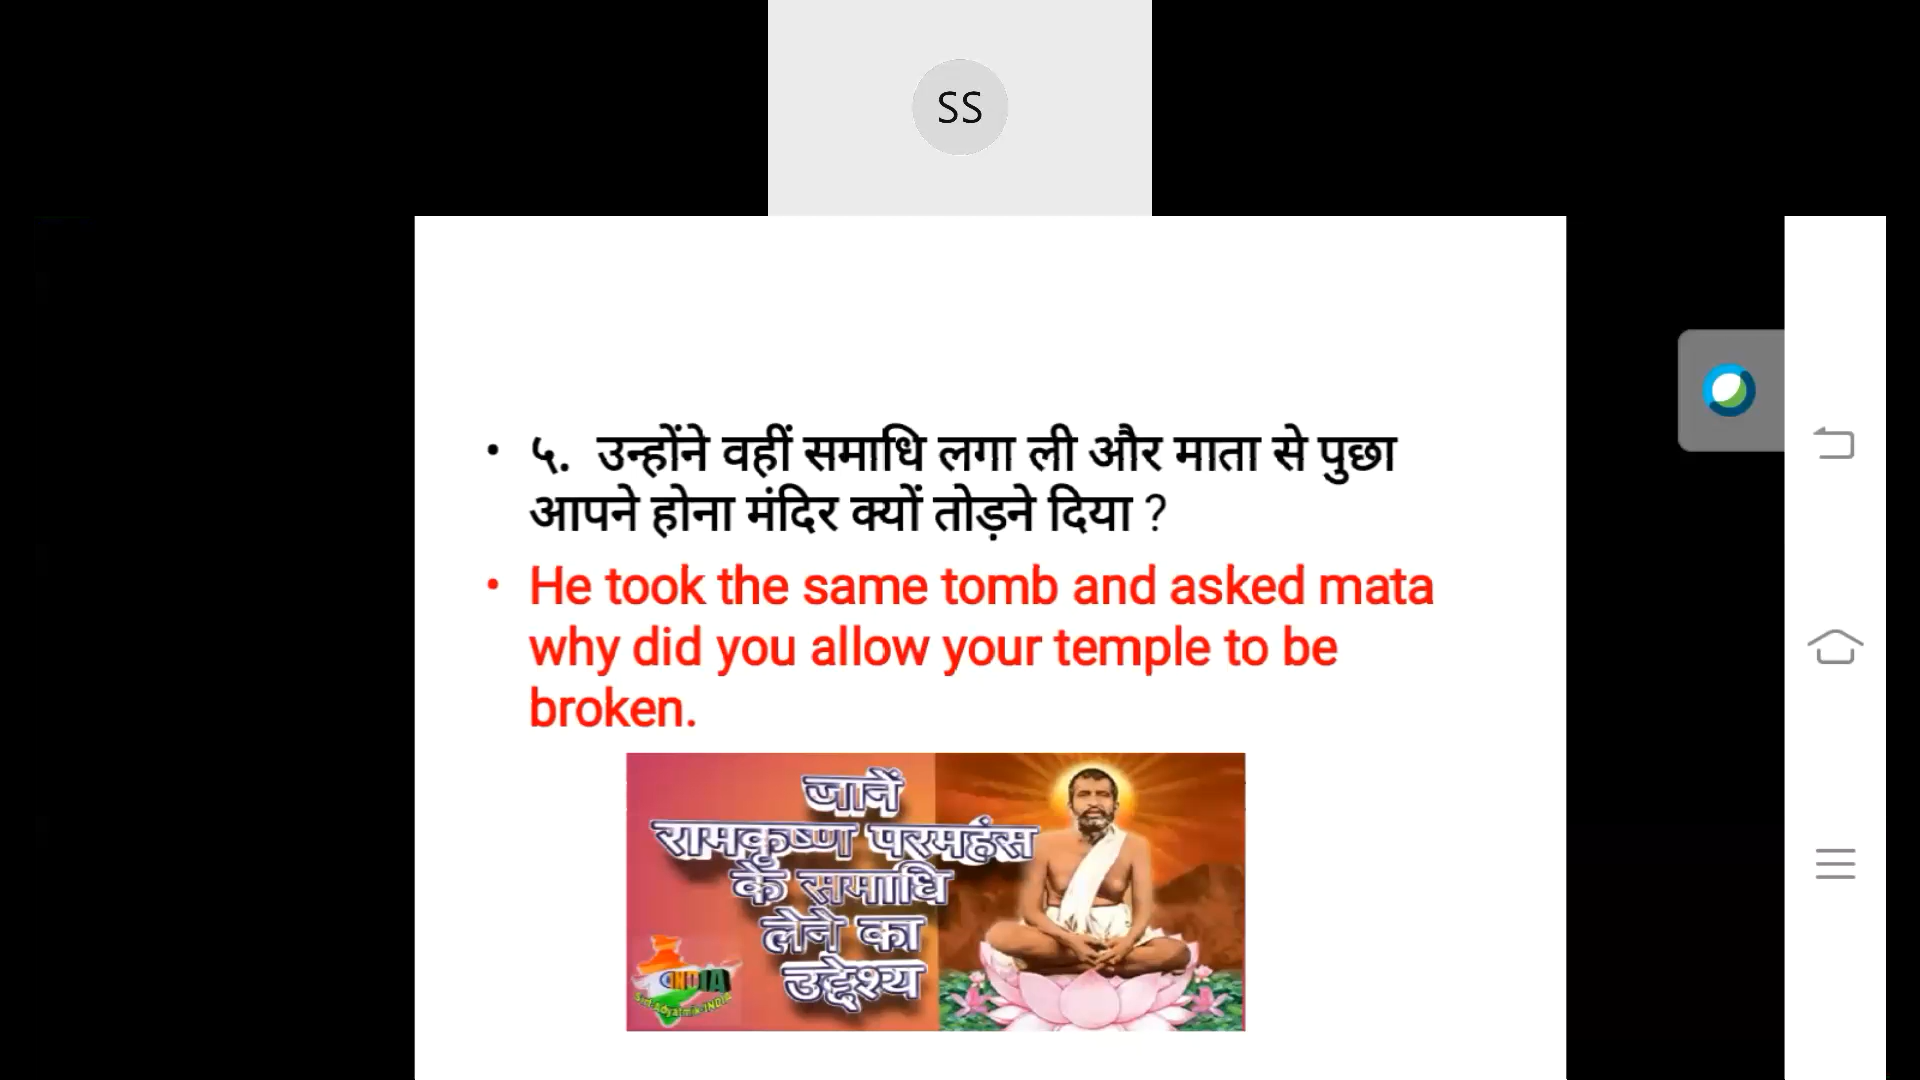 SS
• ५. उन्होंने वहीं समाधि लगा ली और माता से पुछा
आपने होना मंदिर क्यों तोड़ने दिया ?
• He took the same tomb and asked mata
why did you allow your temple to be
broken.
जानें
रामकृष्ण परमहंस
के समाधि
लेने का
उद्देश्य
INDIA